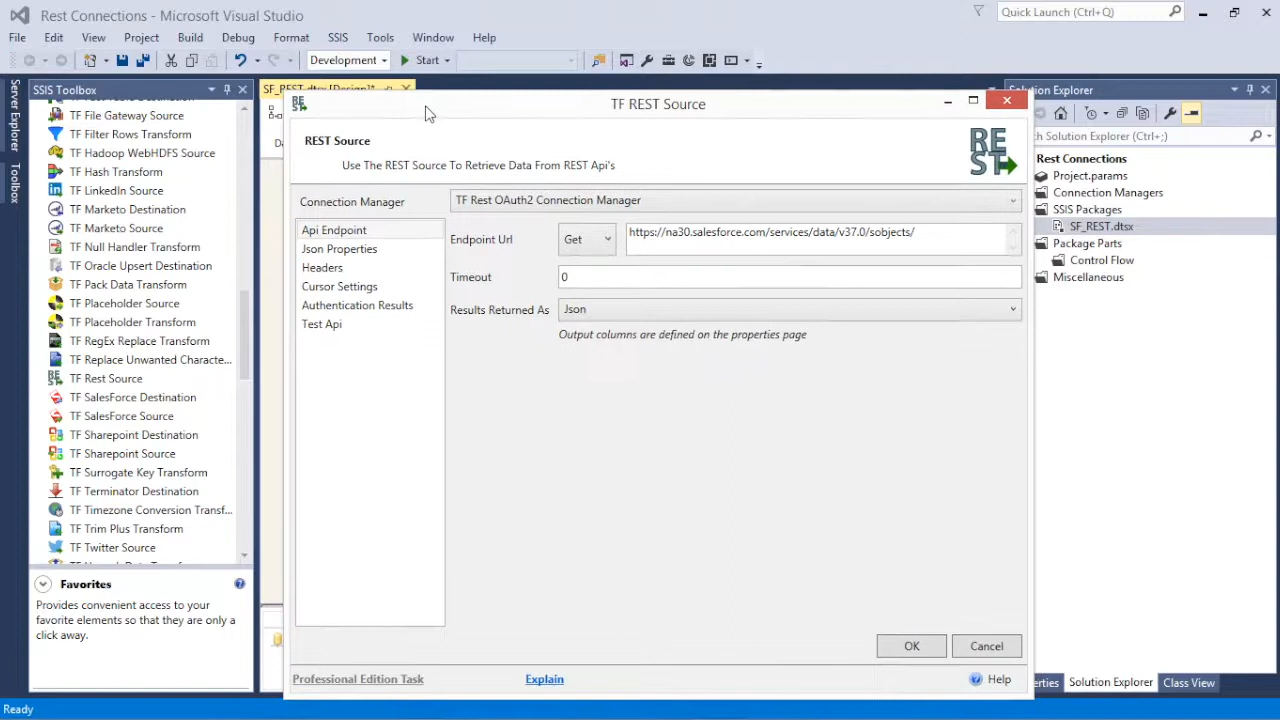 Rest Connections - Microsoft Visual Studio
Quick Launch (Ctrl+Q)
File Edit View Project Build Debug Format SSIS Tools Window Help
Development Start
Server Explorer
Toolbox
SSIS Toolbox
TF File Gateway Source
TF Filter Rows Transform
TF Hadoop WebHDFS Source
TF Hash Transform
TF LinkedIn Source
TF Marketo Destination
TF Marketo Source
TF Null Handler Transform
TF Oracle Upsert Destination
TF Pack Data Transform
TF Placeholder Source
TF Placeholder Transform
TF RegEx Replace Transform
TF Replace Unwanted Characte...
TF Rest Source
TF SalesForce Destination
TF SalesForce Source
TF Sharepoint Destination
TF Sharepoint Source
TF Surrogate Key Transform
TF Terminator Destination
TF Timezone Conversion Transf...
TF Trim Plus Transform
TF Twitter Source
Favorites
Provides convenient access to your
favorite elements so that they are only a
click away.
SF_REST.dtsx [Design]*
TF REST Source
REST Source
Use The REST Source To Retrieve Data From REST Api's
REST
Connection Manager TF Rest OAuth2 Connection Manager
Api Endpoint
Json Properties
Headers
Cursor Settings
Authentication Results
Test Api
Endpoint Url Get https://na30.salesforce.com/services/data/v37.0/sobjects/
Timeout 0
Results Returned As Json
Output columns are defined on the properties page
OK Cancel
Professional Edition Task Explain Help
Solution Explorer
Search Solution Explorer (Ctrl+;)
Rest Connections
Project.params
Connection Managers
SSIS Packages
SF_REST.dtsx
Package Parts
Control Flow
Miscellaneous
Solution Explorer Class View
Ready